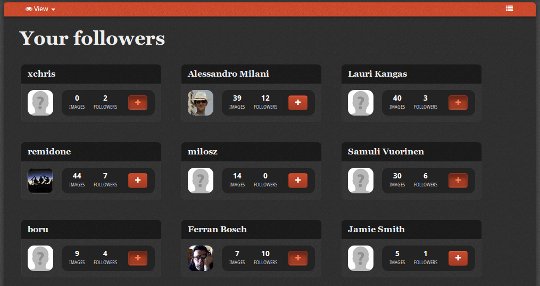 View
Your followers
xchris
Alessandro Milani
Lauri Kangas
0 2
IMAGES FOLLOWERS
39 12
IMAGES FOLLOWERS
40 3
IMAGES FOLLOWERS
remidone
milosz
Samuli Vuorinen
44 7
IMAGES FOLLOWERS
14 0
IMAGES FOLLOWERS
30 6
IMAGES FOLLOWERS
boru
Ferran Bosch
Jamie Smith
9 4
IMAGES FOLLOWERS
7 10
IMAGES FOLLOWERS
5 1
IMAGES FOLLOWERS